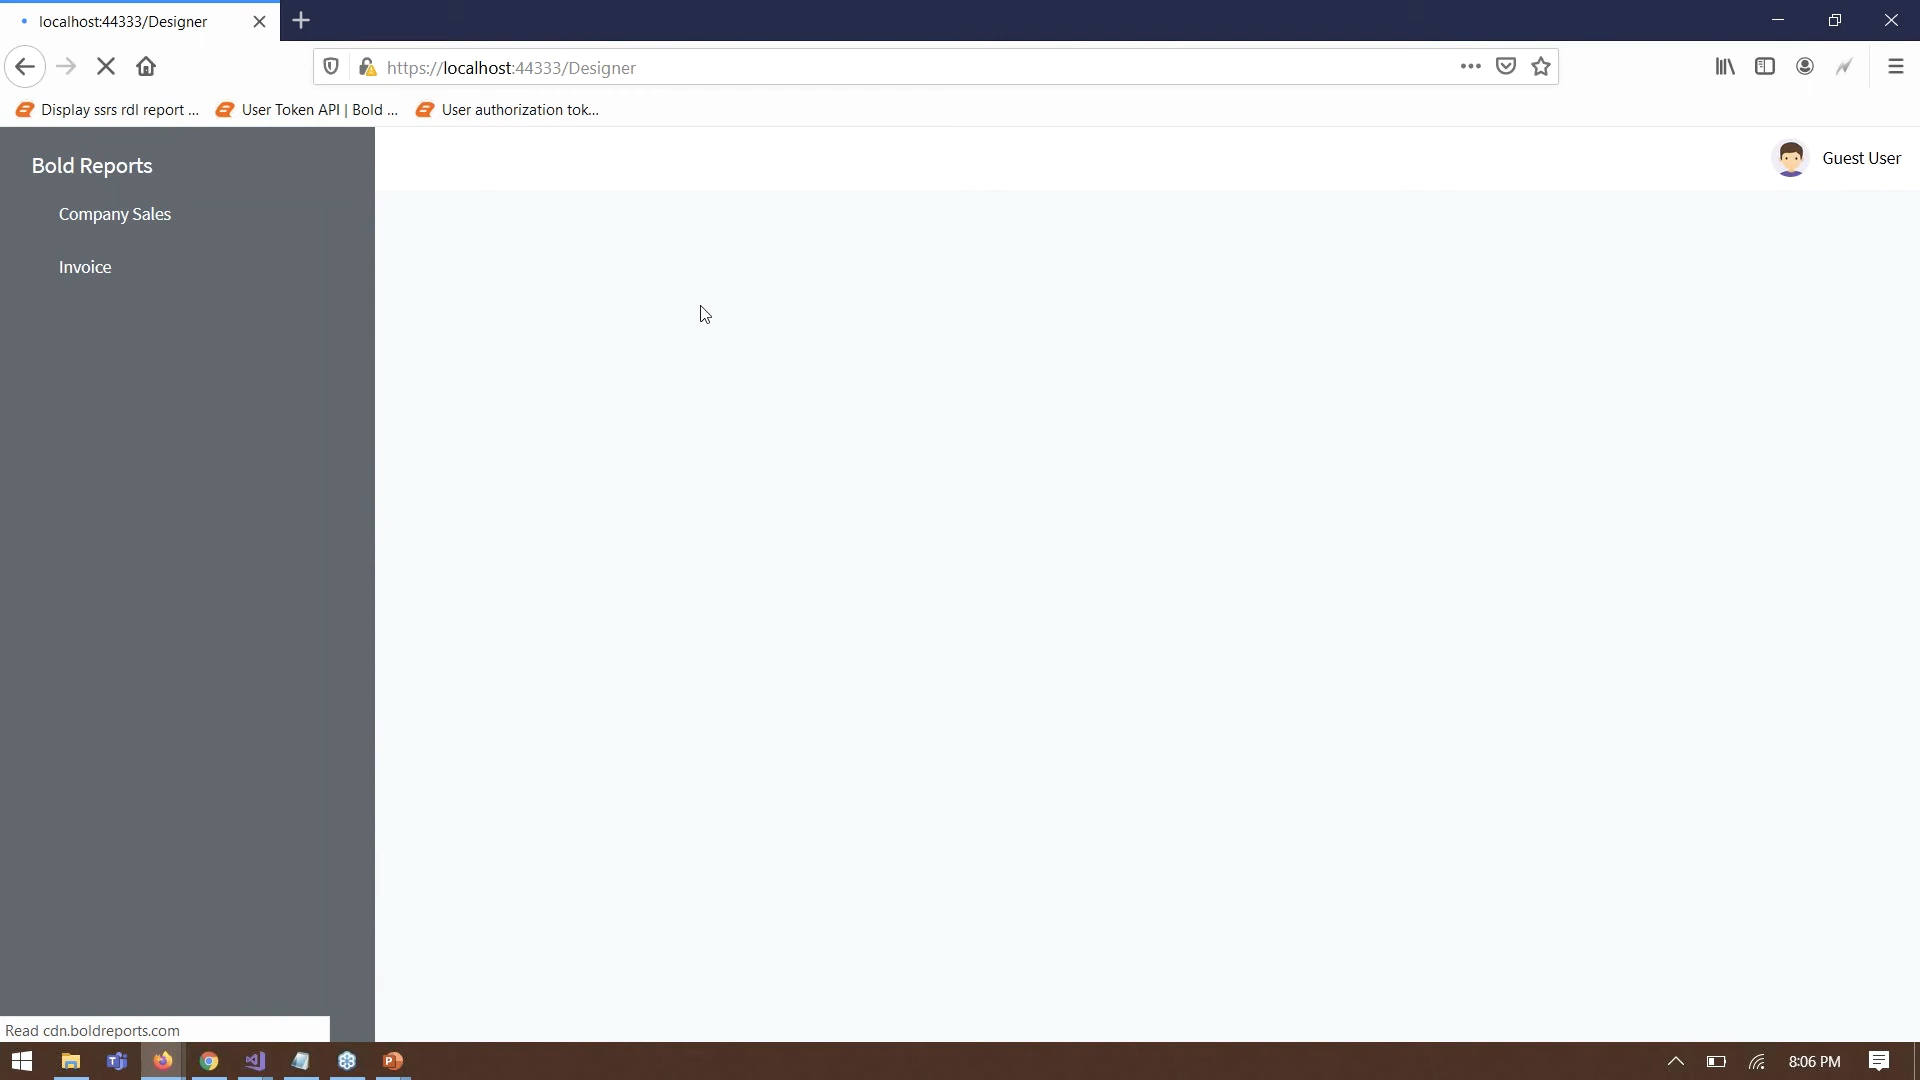 localhost:44333/Designer
https://localhost:44333/Designer
Display ssrs rdl report ...
User Token API | Bold ...
User authorization tok...
Bold Reports
Guest User
Company Sales
Invoice
Read cdn.boldreports.com
8:06 PM